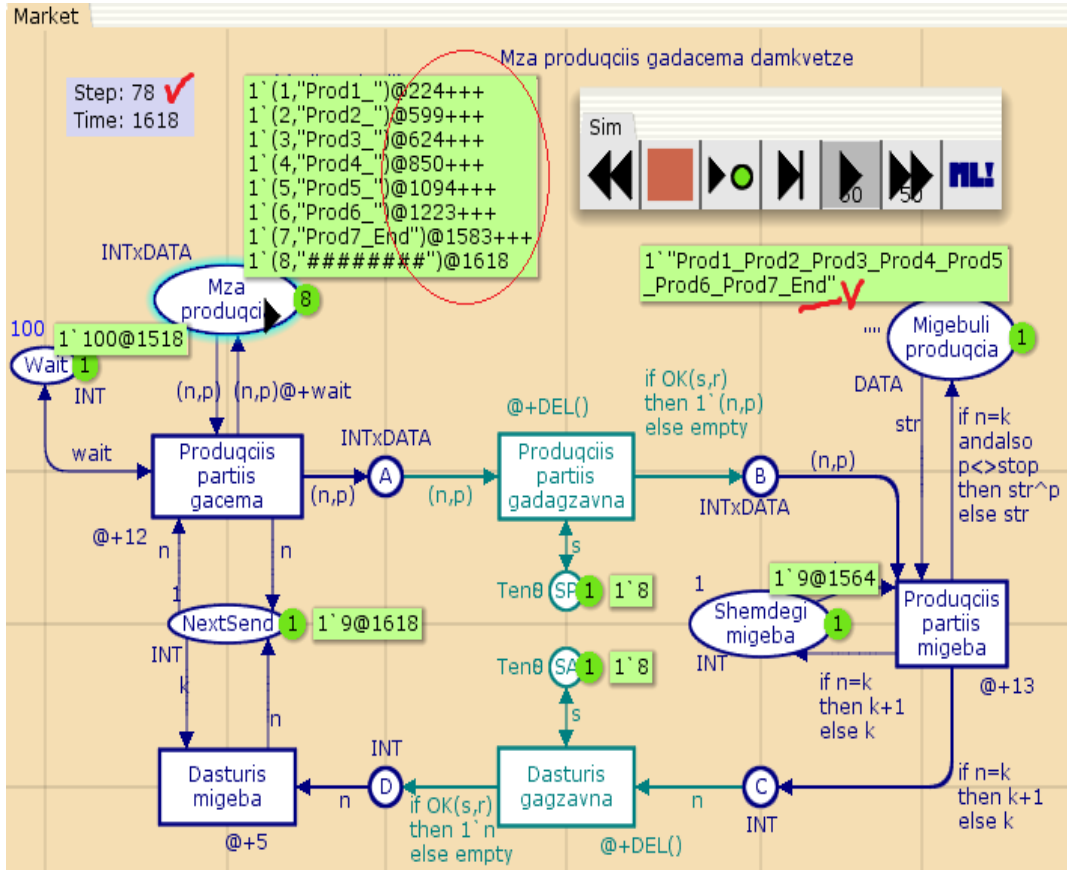 Market
Mza produqciis gadacema damkvetze
Step: 78
Time: 1618
1`(1,"Prod1_")@224+++
1`(2,"Prod2_")@599+++
1`(3,"Prod3_")@624+++
1`(4,"Prod4_")@850+++
1`(5,"Prod5_")@1094+++
1`(6,"Prod6_")@1223+++
1`(7,"Prod7_End")@1583+++
1`(8,"########")@1618
Sim
60
50
ML!
INTxDATA
Mza
produqcia
8
1`"Prod1_Prod2_Prod3_Prod4_Prod5
_Prod6_Prod7_End"
100
1`100@1518
Wait
1
INT
""
Migebuli
produqcia
1
DATA
(n,p)
(n,p)@+wait
if OK(s,r)
then 1`(n,p)
else empty
@+DEL()
str
if n=k
andalso
p<>stop
then str^p
else str
wait
Produqciis
partiis
gacema
@+12
INTxDATA
A
(n,p)
(n,p)
Produqciis
partiis
gadagzavna
B
INTxDATA
(n,p)
n
n
s
Ten0
SP
1
1`8
1
NextSend
1
1`9@1618
INT
1
1`9@1564
Shemdegi
migeba
1
INT
Produqciis
partiis
migeba
@+13
Ten0
SA
1
1`8
k
n
s
if n=k
then k+1
else k
Dasturis
migeba
@+5
INT
D
n
if OK(s,r)
then 1`n
else empty
Dasturis
gagzavna
@+DEL()
n
C
INT
if n=k
then k+1
else k